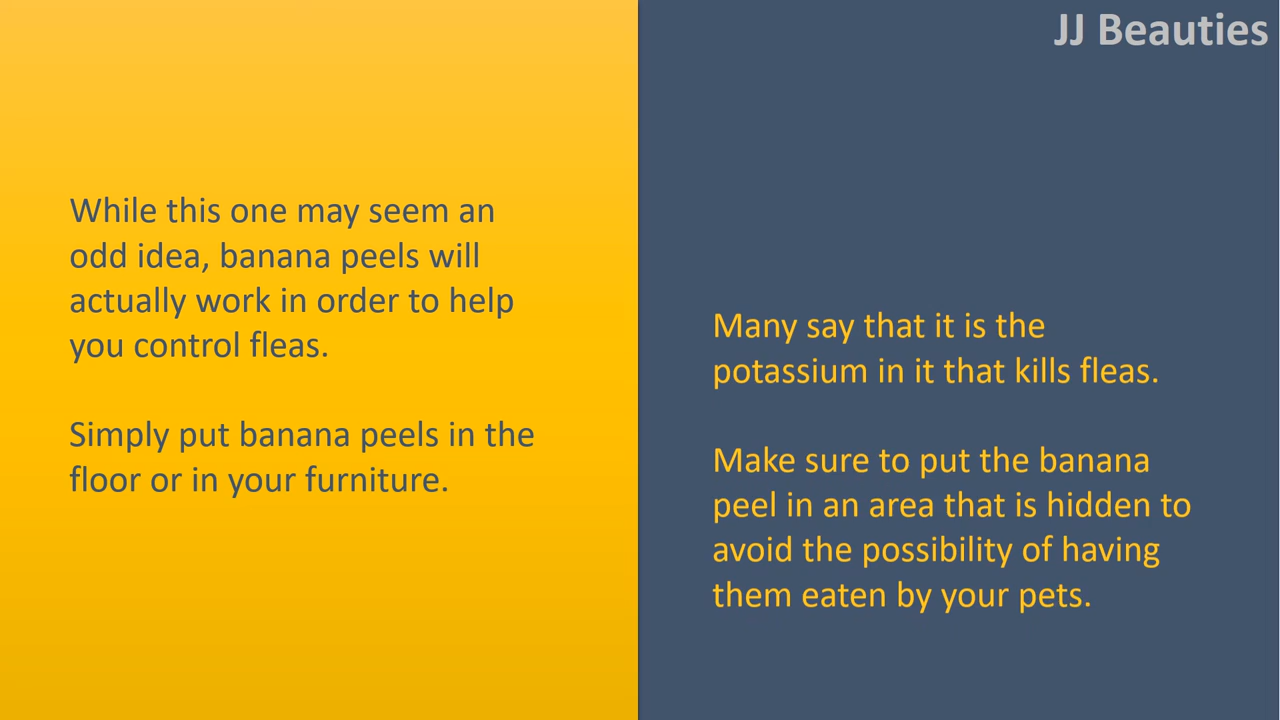 JJ Beauties
While this one may seem an
odd idea, banana peels will
actually work in order to help
you control fleas.
Simply put banana peels in the
floor or in your furniture.
Many say that it is the
potassium in it that kills fleas.
Make sure to put the banana
peel in an area that is hidden to
avoid the possibility of having
them eaten by your pets.